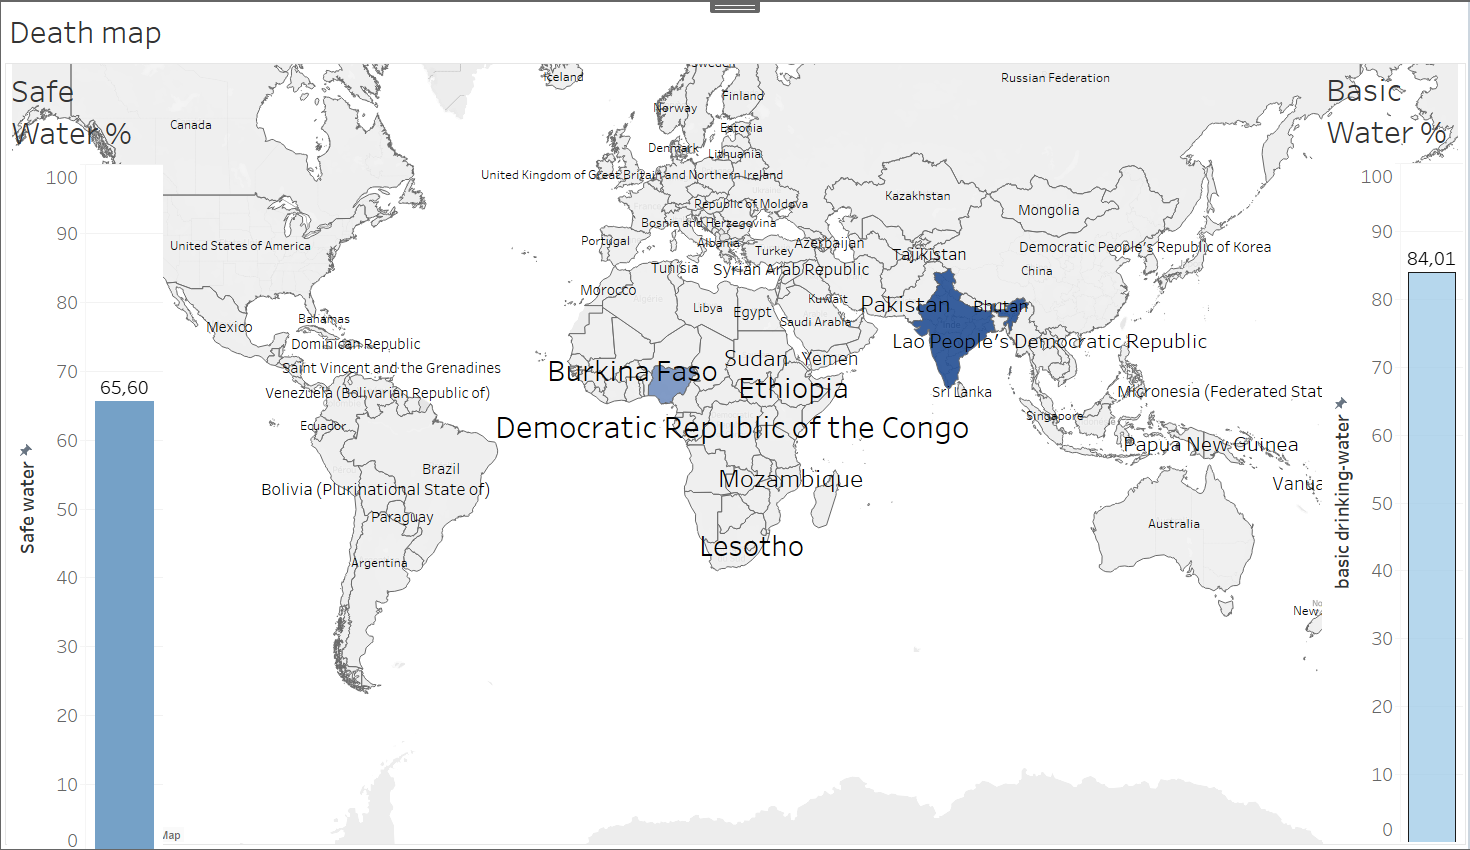 Death map
Safe
Water %
Basic
Water %
100
90
80
70
60
50
40
30
20
10
0
65,60
Safe water
Iceland
Sweden
Russian Federation
Finland
Norway
Canada
Estonia
Denmark
Lithuania
United Kingdom of Great Britain and Northern Ireland
Kazakhstan
Republic of Moldova
Mongolia
Bosnia and Herzegovina
Portugal
Albania
Azerbaijan
United States of America
Turkey
Tajikistan
Democratic People's Republic of Korea
Tunisia
Syrian Arab Republic
China
Morocco
Algeria
Kuwait
Pakistan
Bhutan
Libya
Egypt
Bahamas
Saudi Arabia
Mexico
Dominican Republic
Lao People's Democratic Republic
Sudan
Yemen
Saint Vincent and the Grenadines
Burkina Faso
Ethiopia
Venezuela (Bolivarian Republic of)
Sri Lanka
Micronesia (Federated Stat
Ecuador
Democratic Republic of the Congo
Singapore
Papua New Guinea
Brazil
Bolivia (Plurinational State of)
Mozambique
Vanua
Paraguay
Australia
Lesotho
Argentina
New
Map
100
90
80
70
60
50
40
30
20
10
0
84,01
basic drinking-water